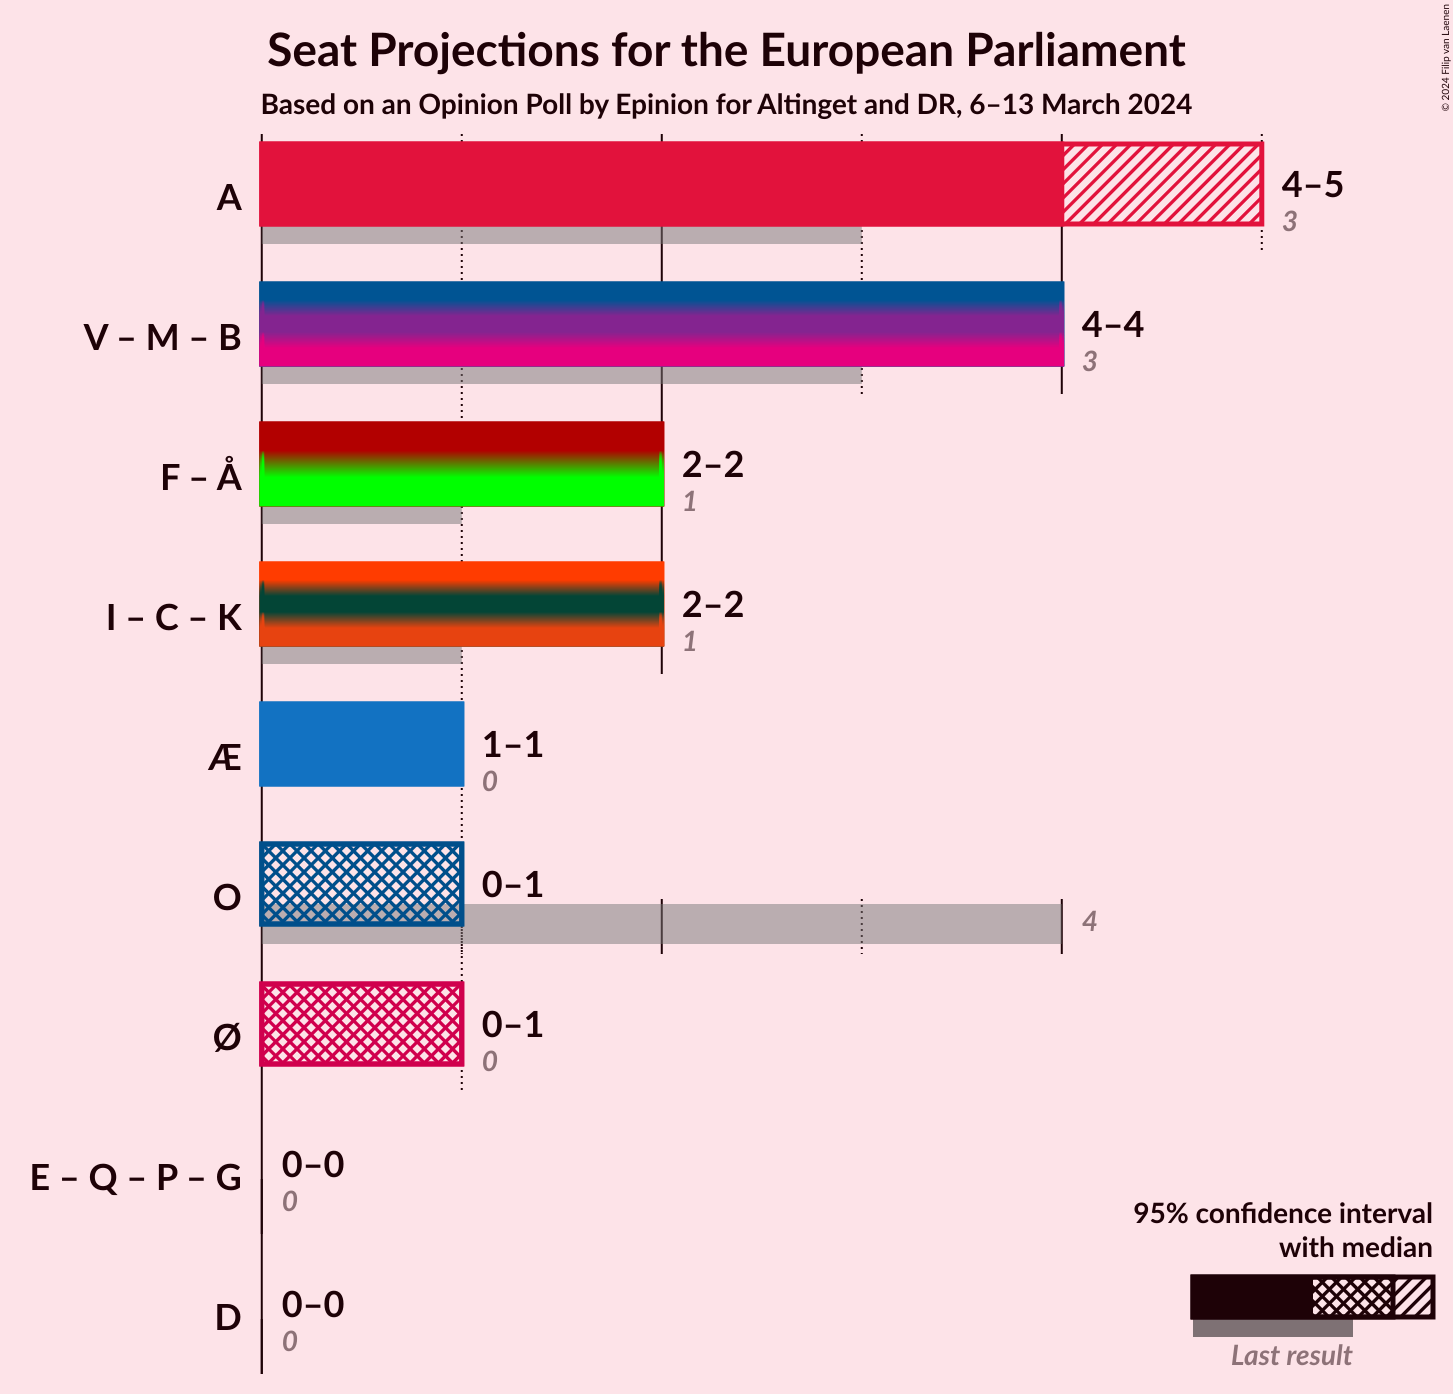 Seat Projections for the European Parliament
Based on an Opinion Poll by Epinion for Altinget and DR, 6–13 March 2024
© 2024 Filip van Laenen
A
4–5
3
V – M – B
4–4
3
F – Å
2–2
1
I – C – K
2–2
1
Æ
1–1
0
O
0–1
4
Ø
0–1
0
E – Q – P – G
0–0
0
D
0–0
0
95% confidence interval
with median
Last result